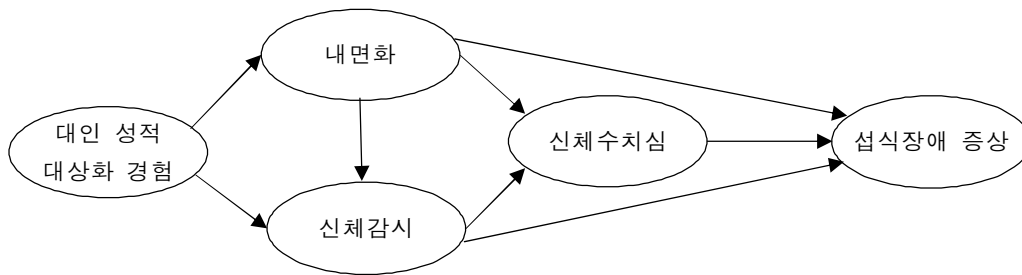 내면화
대인 성적
대상화 경험
신체수치심
섭식장애 증상
신체감시